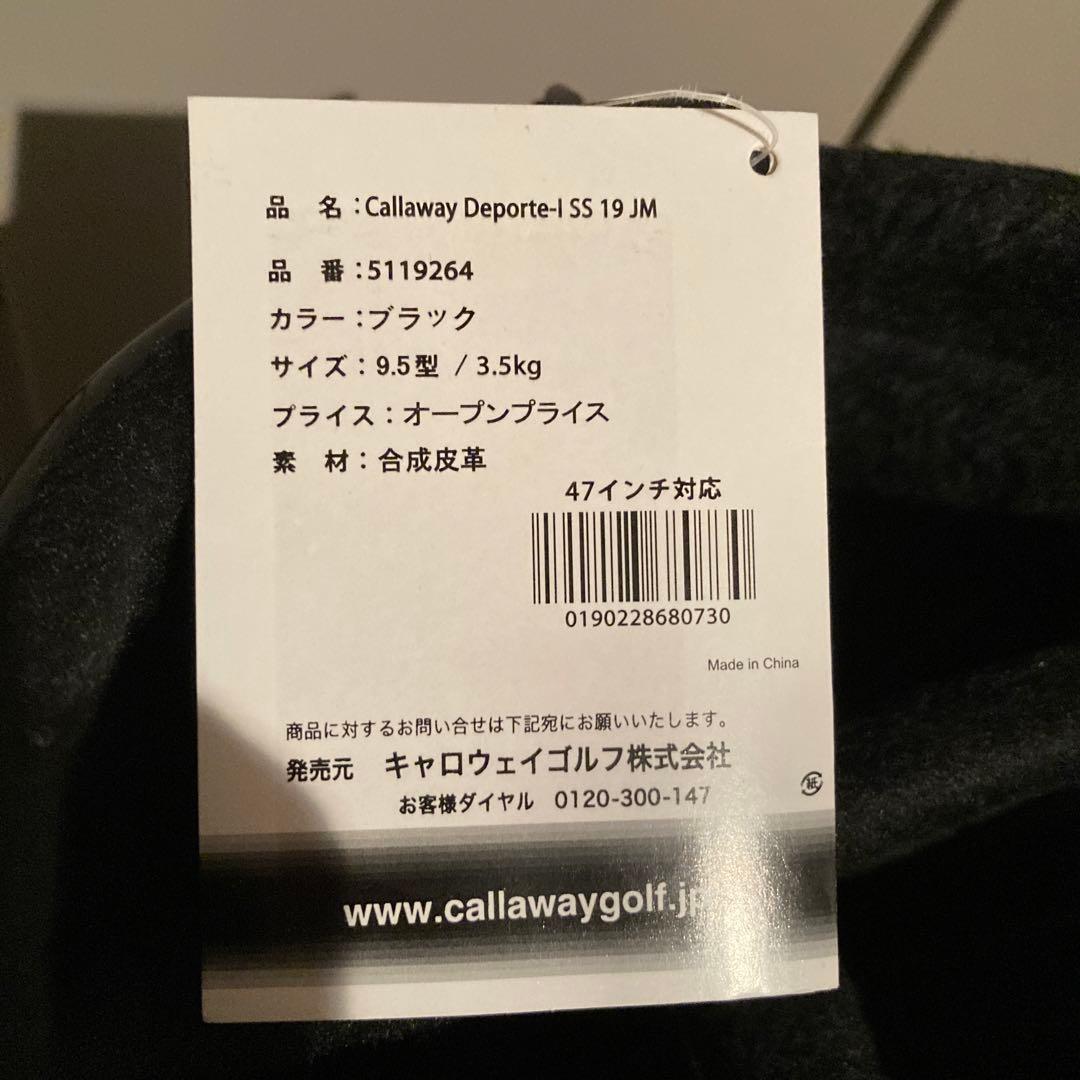 品　名：Callaway Deporte-I SS 19 JM
品　番：5119264
カラー：ブラック
サイズ：9.5型 / 3.5kg
プライス：オープンプライス
素　材：合成皮革
47インチ対応
0190228680730
Made in China
商品に対するお問い合せは下記宛にお願いいたします。
発売元　キャロウェイゴルフ株式会社
お客様ダイヤル　0120-300-147
紙
www.callawaygolf.jp